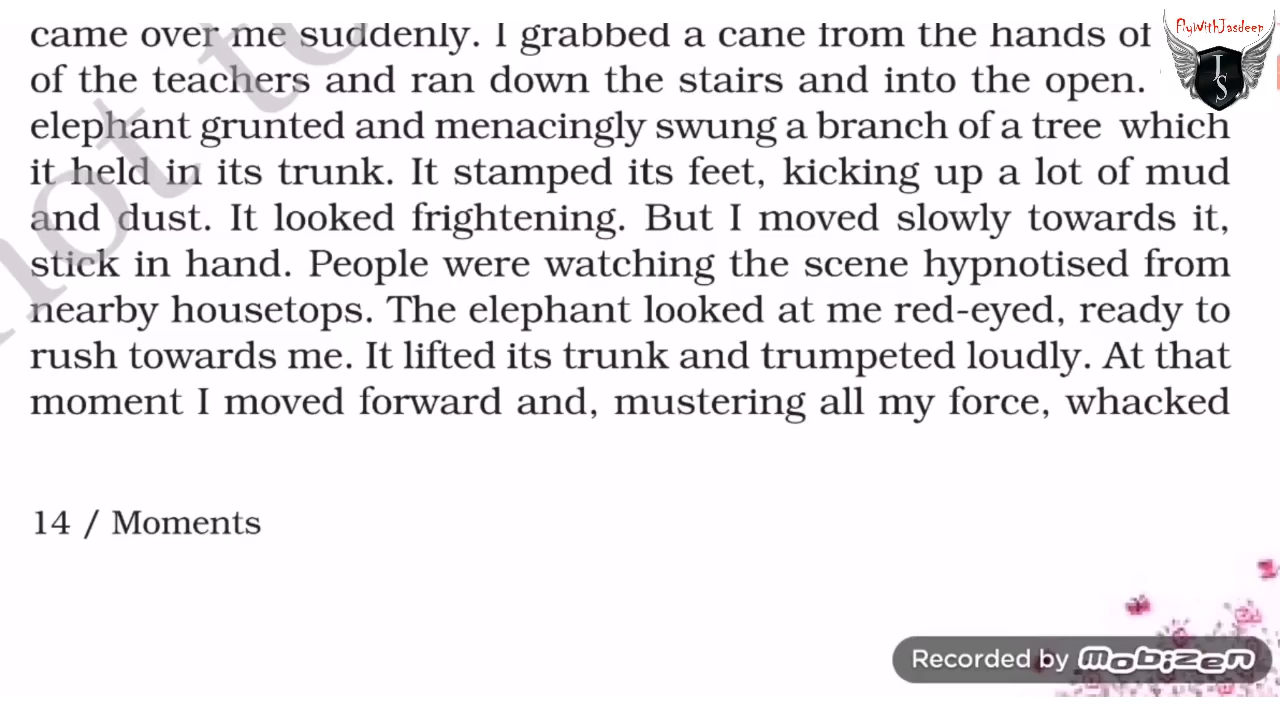 came over me suddenly. I grabbed a cane from the hands of
of the teachers and ran down the stairs and into the open.
elephant grunted and menacingly swung a branch of a tree which
it held in its trunk. It stamped its feet, kicking up a lot of mud
and dust. It looked frightening. But I moved slowly towards it,
stick in hand. People were watching the scene hypnotised from
nearby housetops. The elephant looked at me red-eyed, ready to
rush towards me. It lifted its trunk and trumpeted loudly. At that
moment I moved forward and, mustering all my force, whacked
14 / Moments
FlyWithJasdeep
J
S
not
Recorded by Mobizen